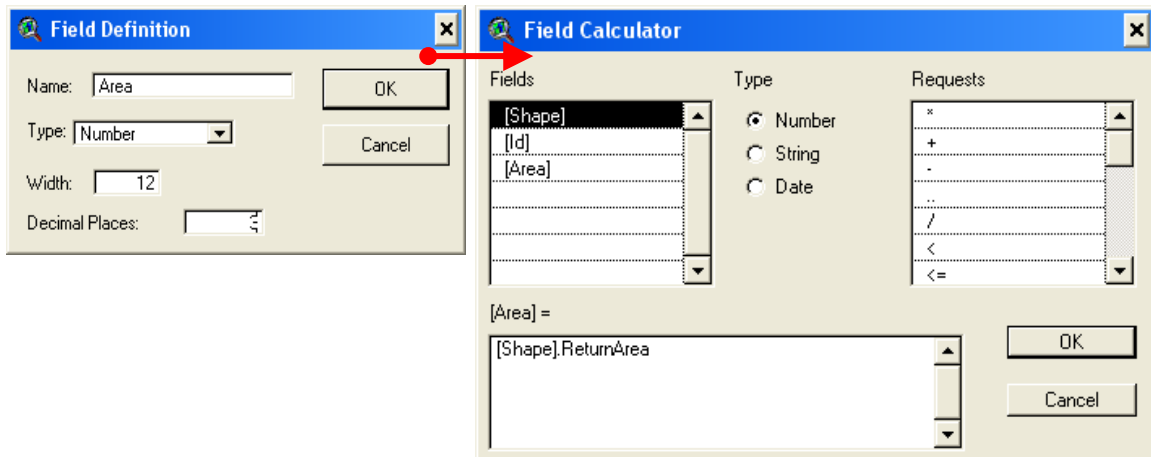 Field Definition
Name: Area
OK
Type: Number
Cancel
Width: 12
Decimal Places:
Field Calculator
Fields
Type
Requests
[Shape]
[Id]
[Area]
Number
String
Date
*
+
-
..
/
<
<=
[Area] =
[Shape].ReturnArea
OK
Cancel